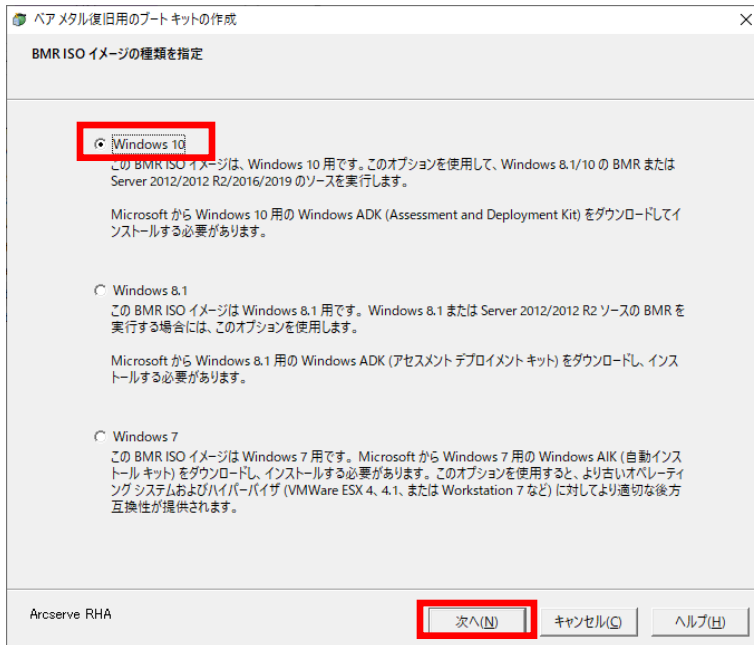 ベア メタル復旧用のブート キットの作成
BMR ISO イメージの種類を指定
Windows 10
この BMR ISO イメージは、Windows 10 用です。このオプションを使用して、Windows 8.1/10 の BMR または
Server 2012/2012 R2/2016/2019 のソースを実行します。
Microsoft から Windows 10 用の Windows ADK (Assessment and Deployment Kit) をダウンロードしてイ
ンストールする必要があります。
Windows 8.1
この BMR ISO イメージは Windows 8.1 用です。Windows 8.1 または Server 2012/2012 R2 ソースの BMR を
実行する場合には、このオプションを使用します。
Microsoft から Windows 8.1 用の Windows ADK (アセスメント デプロイメント キット) をダウンロードし、インス
トールする必要があります。
Windows 7
この BMR ISO イメージは Windows 7 用です。Microsoft から Windows 7 用の Windows AIK (自動インス
トール キット) をダウンロードし、インストールする必要があります。このオプションを使用すると、より古いオペレーティ
ング システムおよびハイパーバイザ (VMWare ESX 4、4.1、または Workstation 7 など) に対してより適切な後方
互換性が提供されます。
Arcserve RHA
次へ(N)
キャンセル(C)
ヘルプ(H)